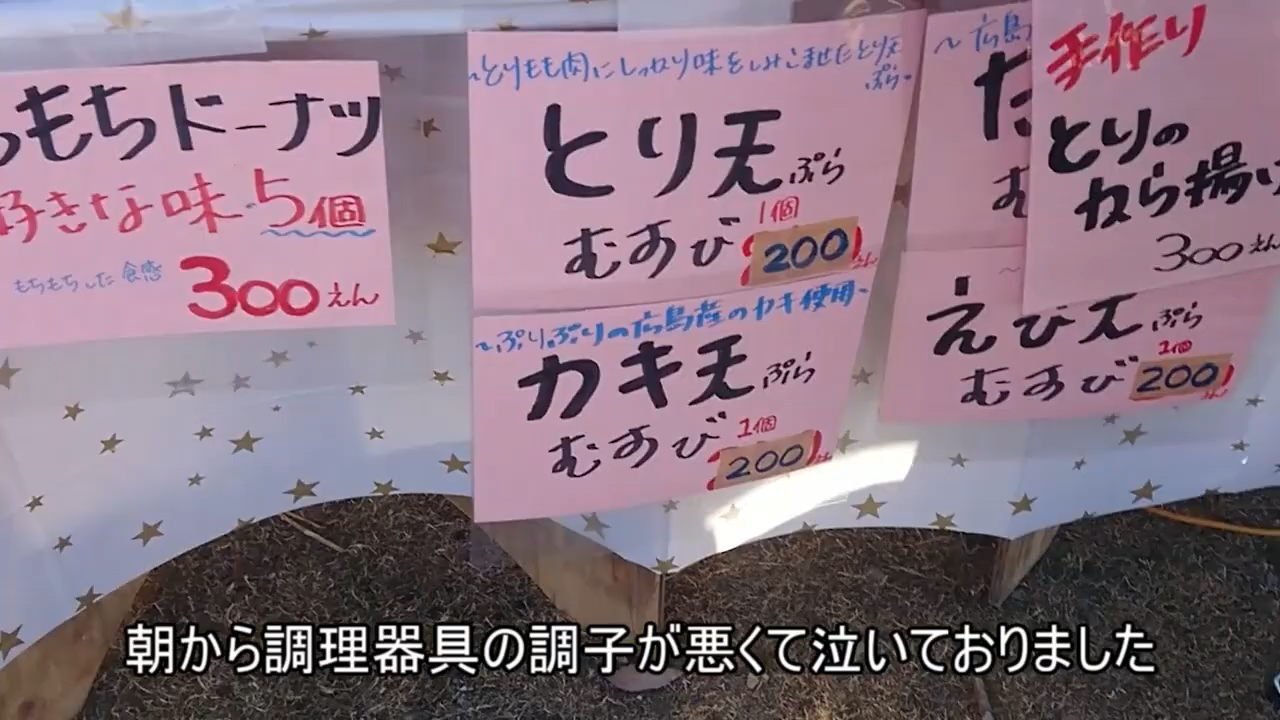 もちドーナツ
好きな味5個
もちもちした食感
300えん
~とりもも肉にしっかり味をしみこませたとり天
ぷら~
とり天ぷら
むすび
1個
200
~ぷりぷりの広島産のカキ使用~
カキ天ぷら
むすび
1個
200
~広島
た
む
手作り
とりの
から揚げ
300えん
えび天ぷら
むすび
1個
200
朝から調理器具の調子が悪くて泣いておりました